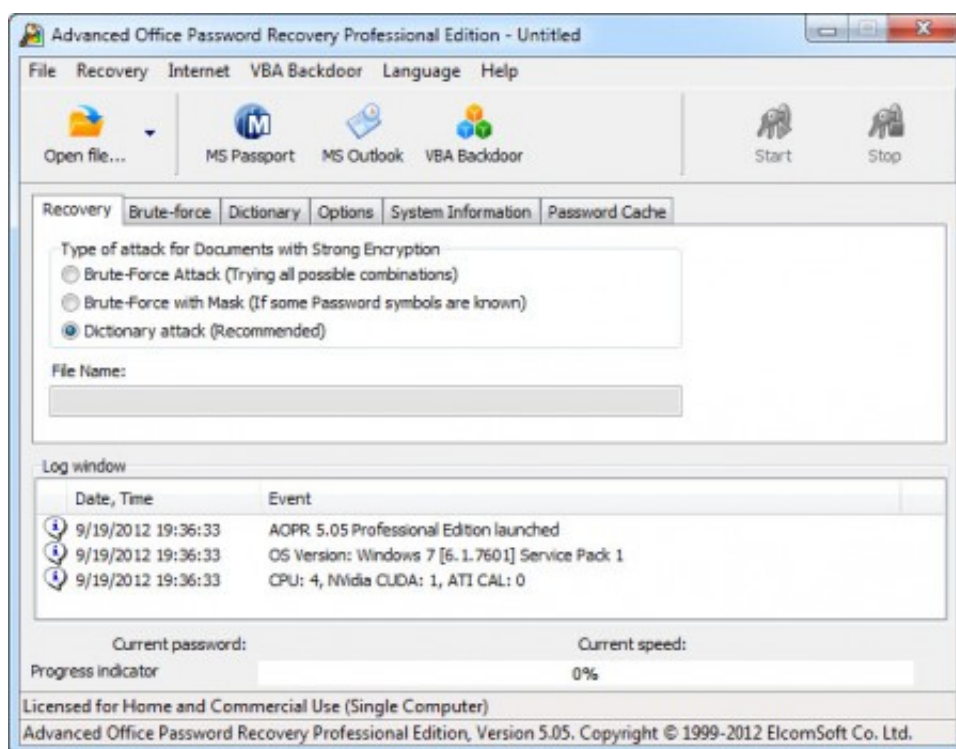 Advanced Office Password Recovery Professional Edition - Untitled
File Recovery Internet VBA Backdoor Language Help
Open file... MS Passport MS Outlook VBA Backdoor Start Stop
Recovery Brute-force Dictionary Options System Information Password Cache
Type of attack for Documents with Strong Encryption
Brute-Force Attack (Trying all possible combinations)
Brute-Force with Mask (If some Password symbols are known)
Dictionary attack (Recommended)
File Name:
Log window
Date, Time Event
9/19/2012 19:36:33 AOPR 5.05 Professional Edition launched
9/19/2012 19:36:33 OS Version: Windows 7 [6.1.7601] Service Pack 1
9/19/2012 19:36:33 CPU: 4, NVidia CUDA: 1, ATI CAL: 0
Current password: Current speed:
Progress indicator 0%
Licensed for Home and Commercial Use (Single Computer)
Advanced Office Password Recovery Professional Edition, Version 5.05. Copyright © 1999-2012 ElcomSoft Co. Ltd.